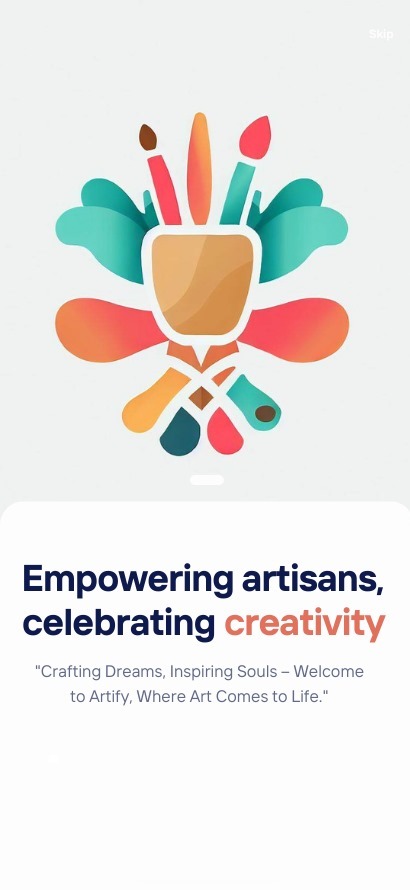 Skip
Empowering artisans,
celebrating creativity
"Crafting Dreams, Inspiring Souls – Welcome
to Artify, Where Art Comes to Life."